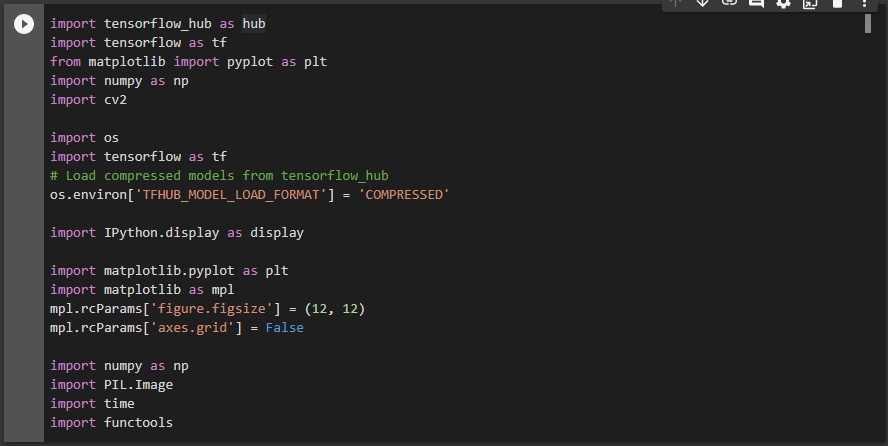 import tensorflow_hub as hub
import tensorflow as tf
from matplotlib import pyplot as plt
import numpy as np
import cv2
import os
import tensorflow as tf
# Load compressed models from tensorflow_hub
os.environ['TFHUB_MODEL_LOAD_FORMAT'] = 'COMPRESSED'
import IPython.display as display
import matplotlib.pyplot as plt
import matplotlib as mpl
mpl.rcParams['figure.figsize'] = (12, 12)
mpl.rcParams['axes.grid'] = False
import numpy as np
import PIL.Image
import time
import functools